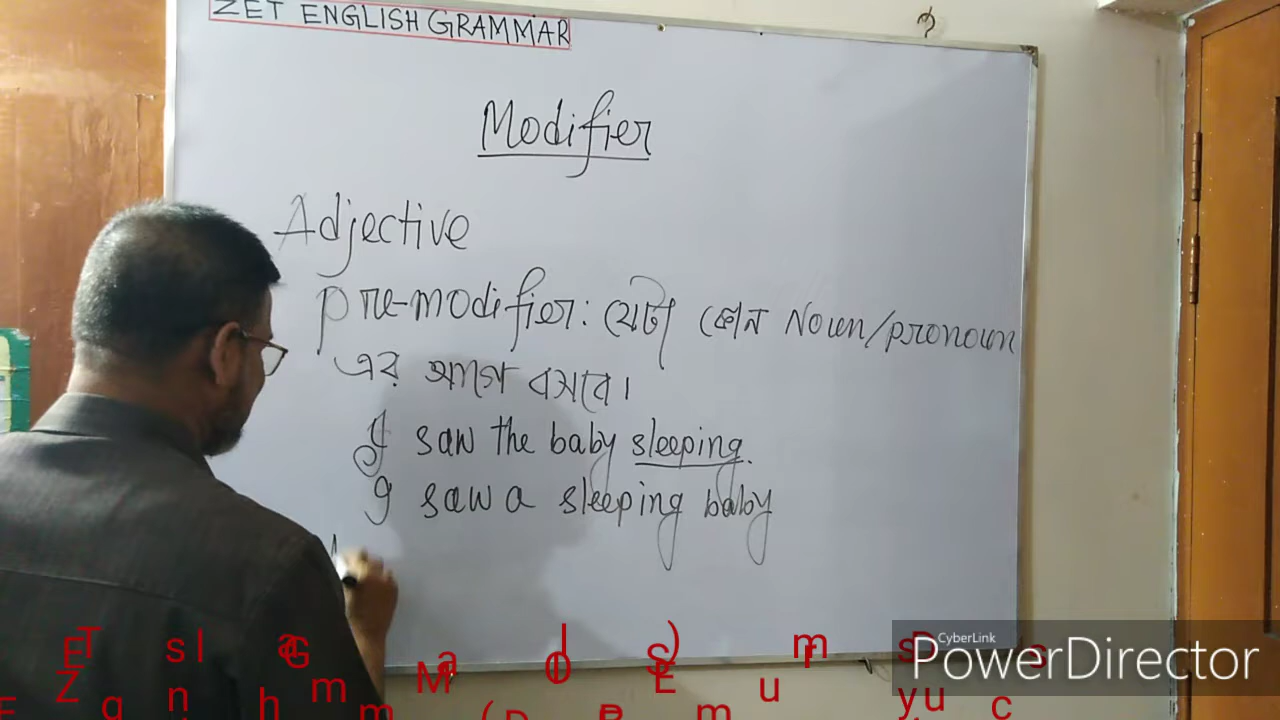 ZET ENGLISH GRAMMAR
Modifier
Adjective
Pre-modifier: যেটা কোন Noun/pronoun
এর আগে বসবে।
I saw the baby sleeping.
I saw a sleeping baby
CyberLink
PowerDirector